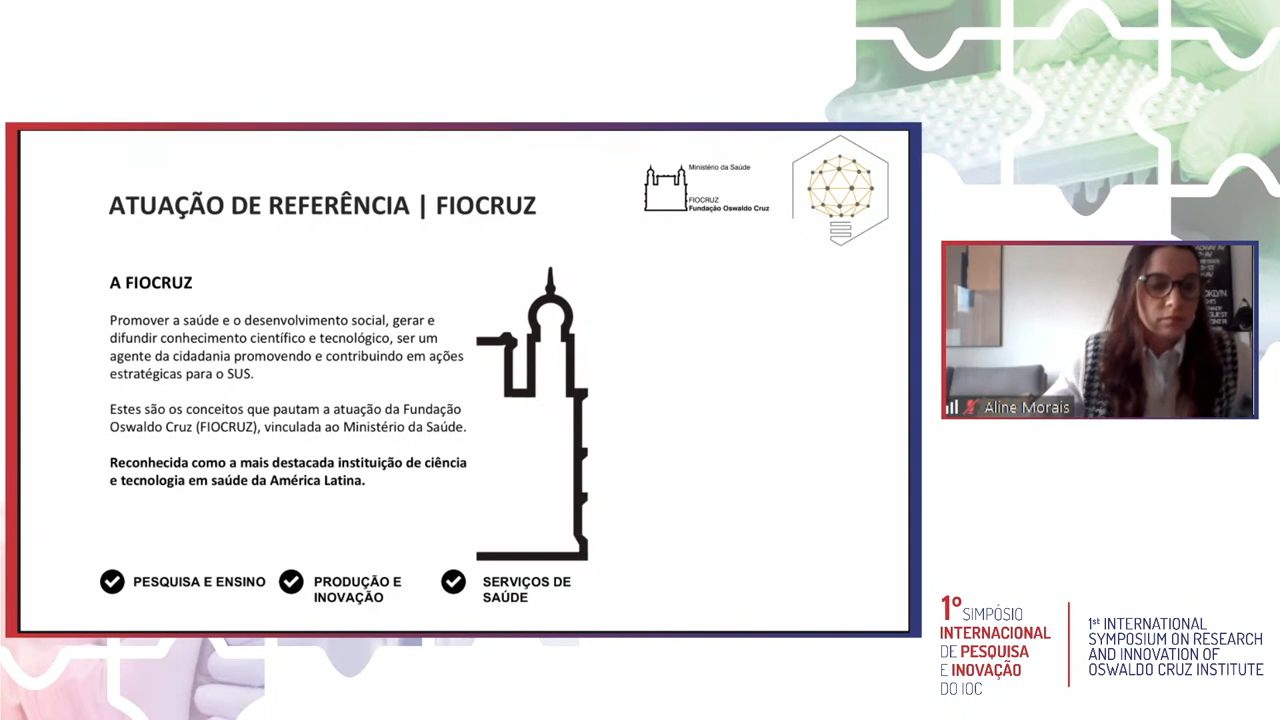 ATUAÇÃO DE REFERÊNCIA | FIOCRUZ
Ministério da Saúde
FIOCRUZ
Fundação Oswaldo Cruz
A FIOCRUZ
Promover a saúde e o desenvolvimento social, gerar e
difundir conhecimento científico e tecnológico, ser um
agente da cidadania promovendo e contribuindo em ações
estratégicas para o SUS.
Estes são os conceitos que pautam a atuação da Fundação
Oswaldo Cruz (FIOCRUZ), vinculada ao Ministério da Saúde.
Reconhecida como a mais destacada instituição de ciência
e tecnologia em saúde da América Latina.
PESQUISA E ENSINO
PRODUÇÃO E
INOVAÇÃO
SERVIÇOS DE
SAÚDE
Aline Morais
1º SIMPÓSIO
INTERNACIONAL
DE PESQUISA
E INOVAÇÃO
DO IOC
1st INTERNATIONAL
SYMPOSIUM ON RESEARCH
AND INNOVATION OF
OSWALDO CRUZ INSTITUTE